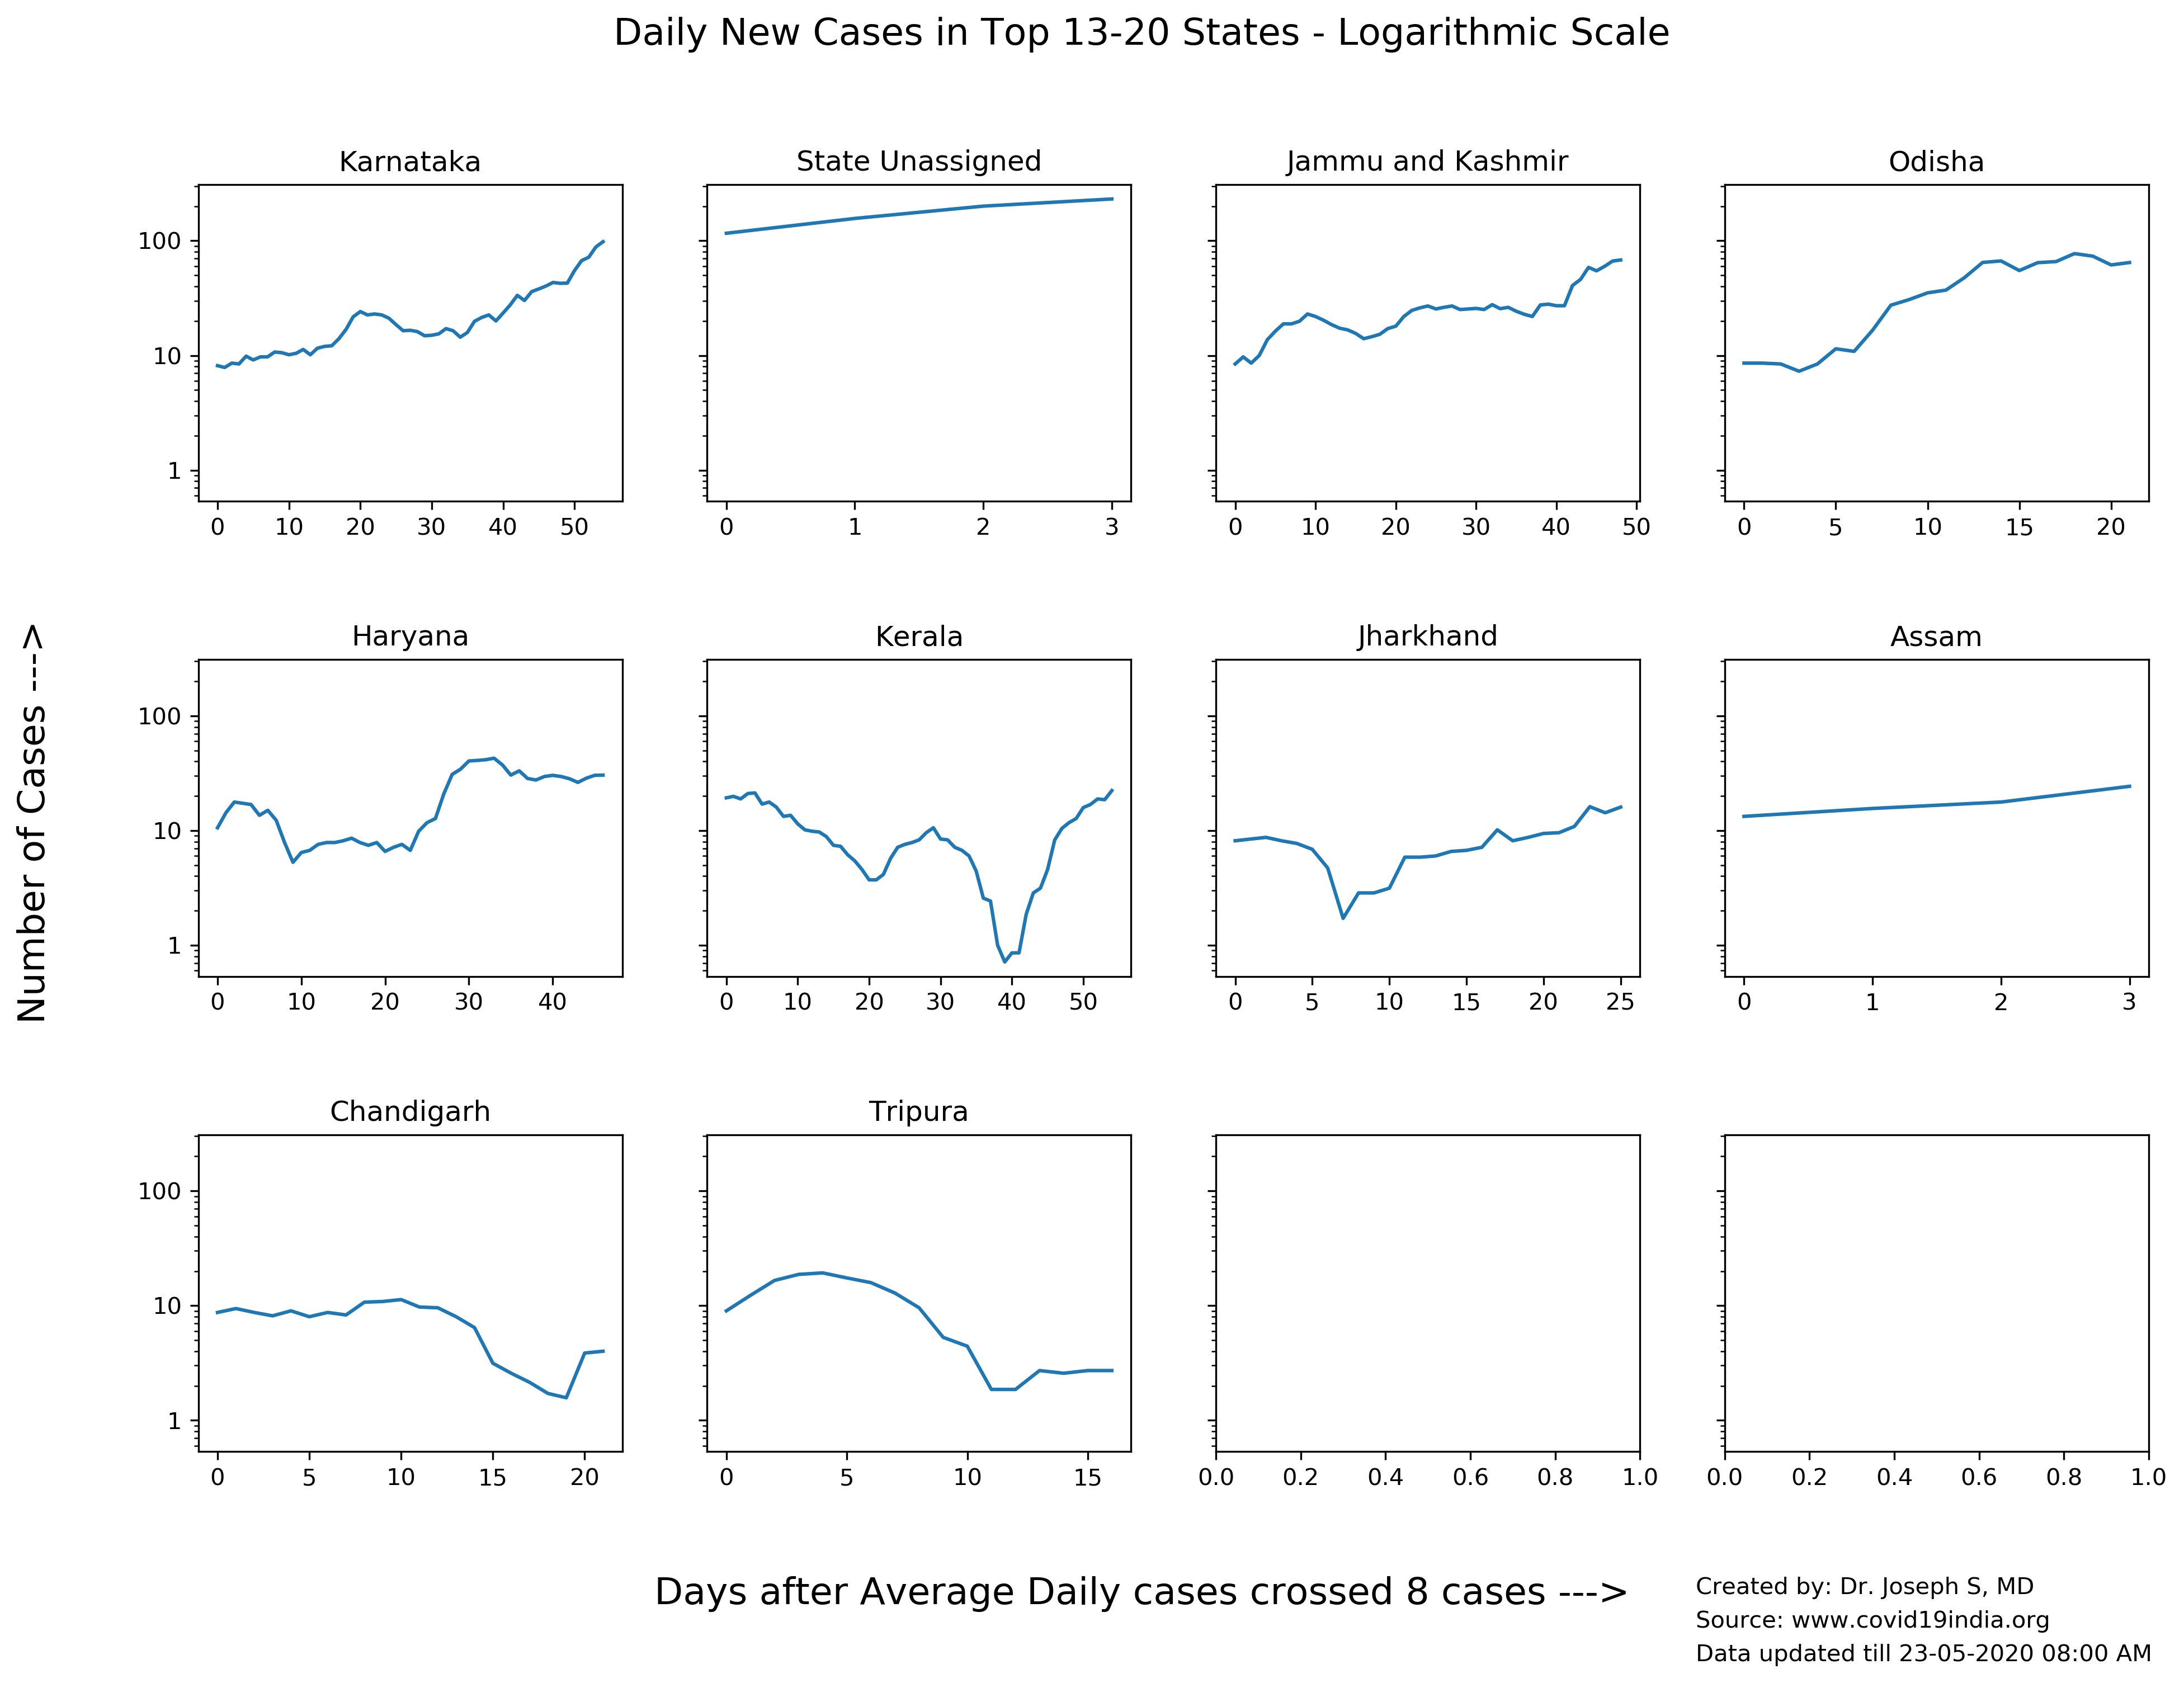 Daily New Cases in Top 13-20 States - Logarithmic Scale
Karnataka
State Unassigned
Jammu and Kashmir
Odisha
100
10
1
0 10 20 30 40 50
0 1 2 3
0 10 20 30 40 50
0 5 10 15 20
Number of Cases --->
Haryana
Kerala
Jharkhand
Assam
100
10
1
0 10 20 30 40
0 10 20 30 40 50
0 5 10 15 20 25
0 1 2 3
Chandigarh
Tripura
100
10
1
0 5 10 15 20
0 5 10 15
0.0 0.2 0.4 0.6 0.8 1.0
0.0 0.2 0.4 0.6 0.8 1.0
Days after Average Daily cases crossed 8 cases --->
Created by: Dr. Joseph S, MD
Source: www.covid19india.org
Data updated till 23-05-2020 08:00 AM